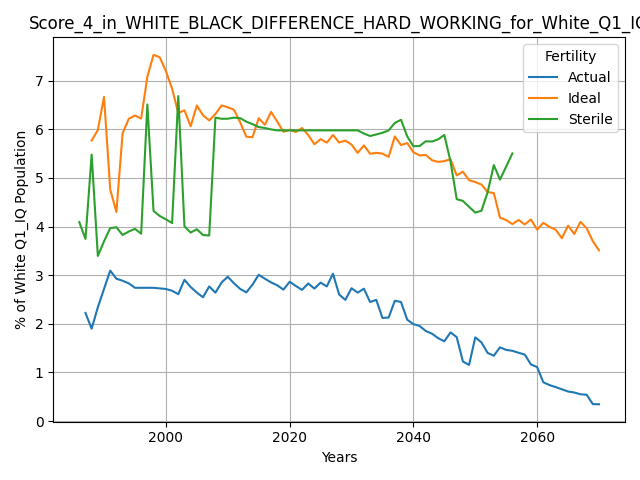 Score_4_in_WHITE_BLACK_DIFFERENCE_HARD_WORKING_for_White_Q1_IQ
Fertility
Actual
Ideal
Sterile
% of White Q1_IQ Population
7
6
5
4
3
2
1
0
2000 2020 2040 2060
Years